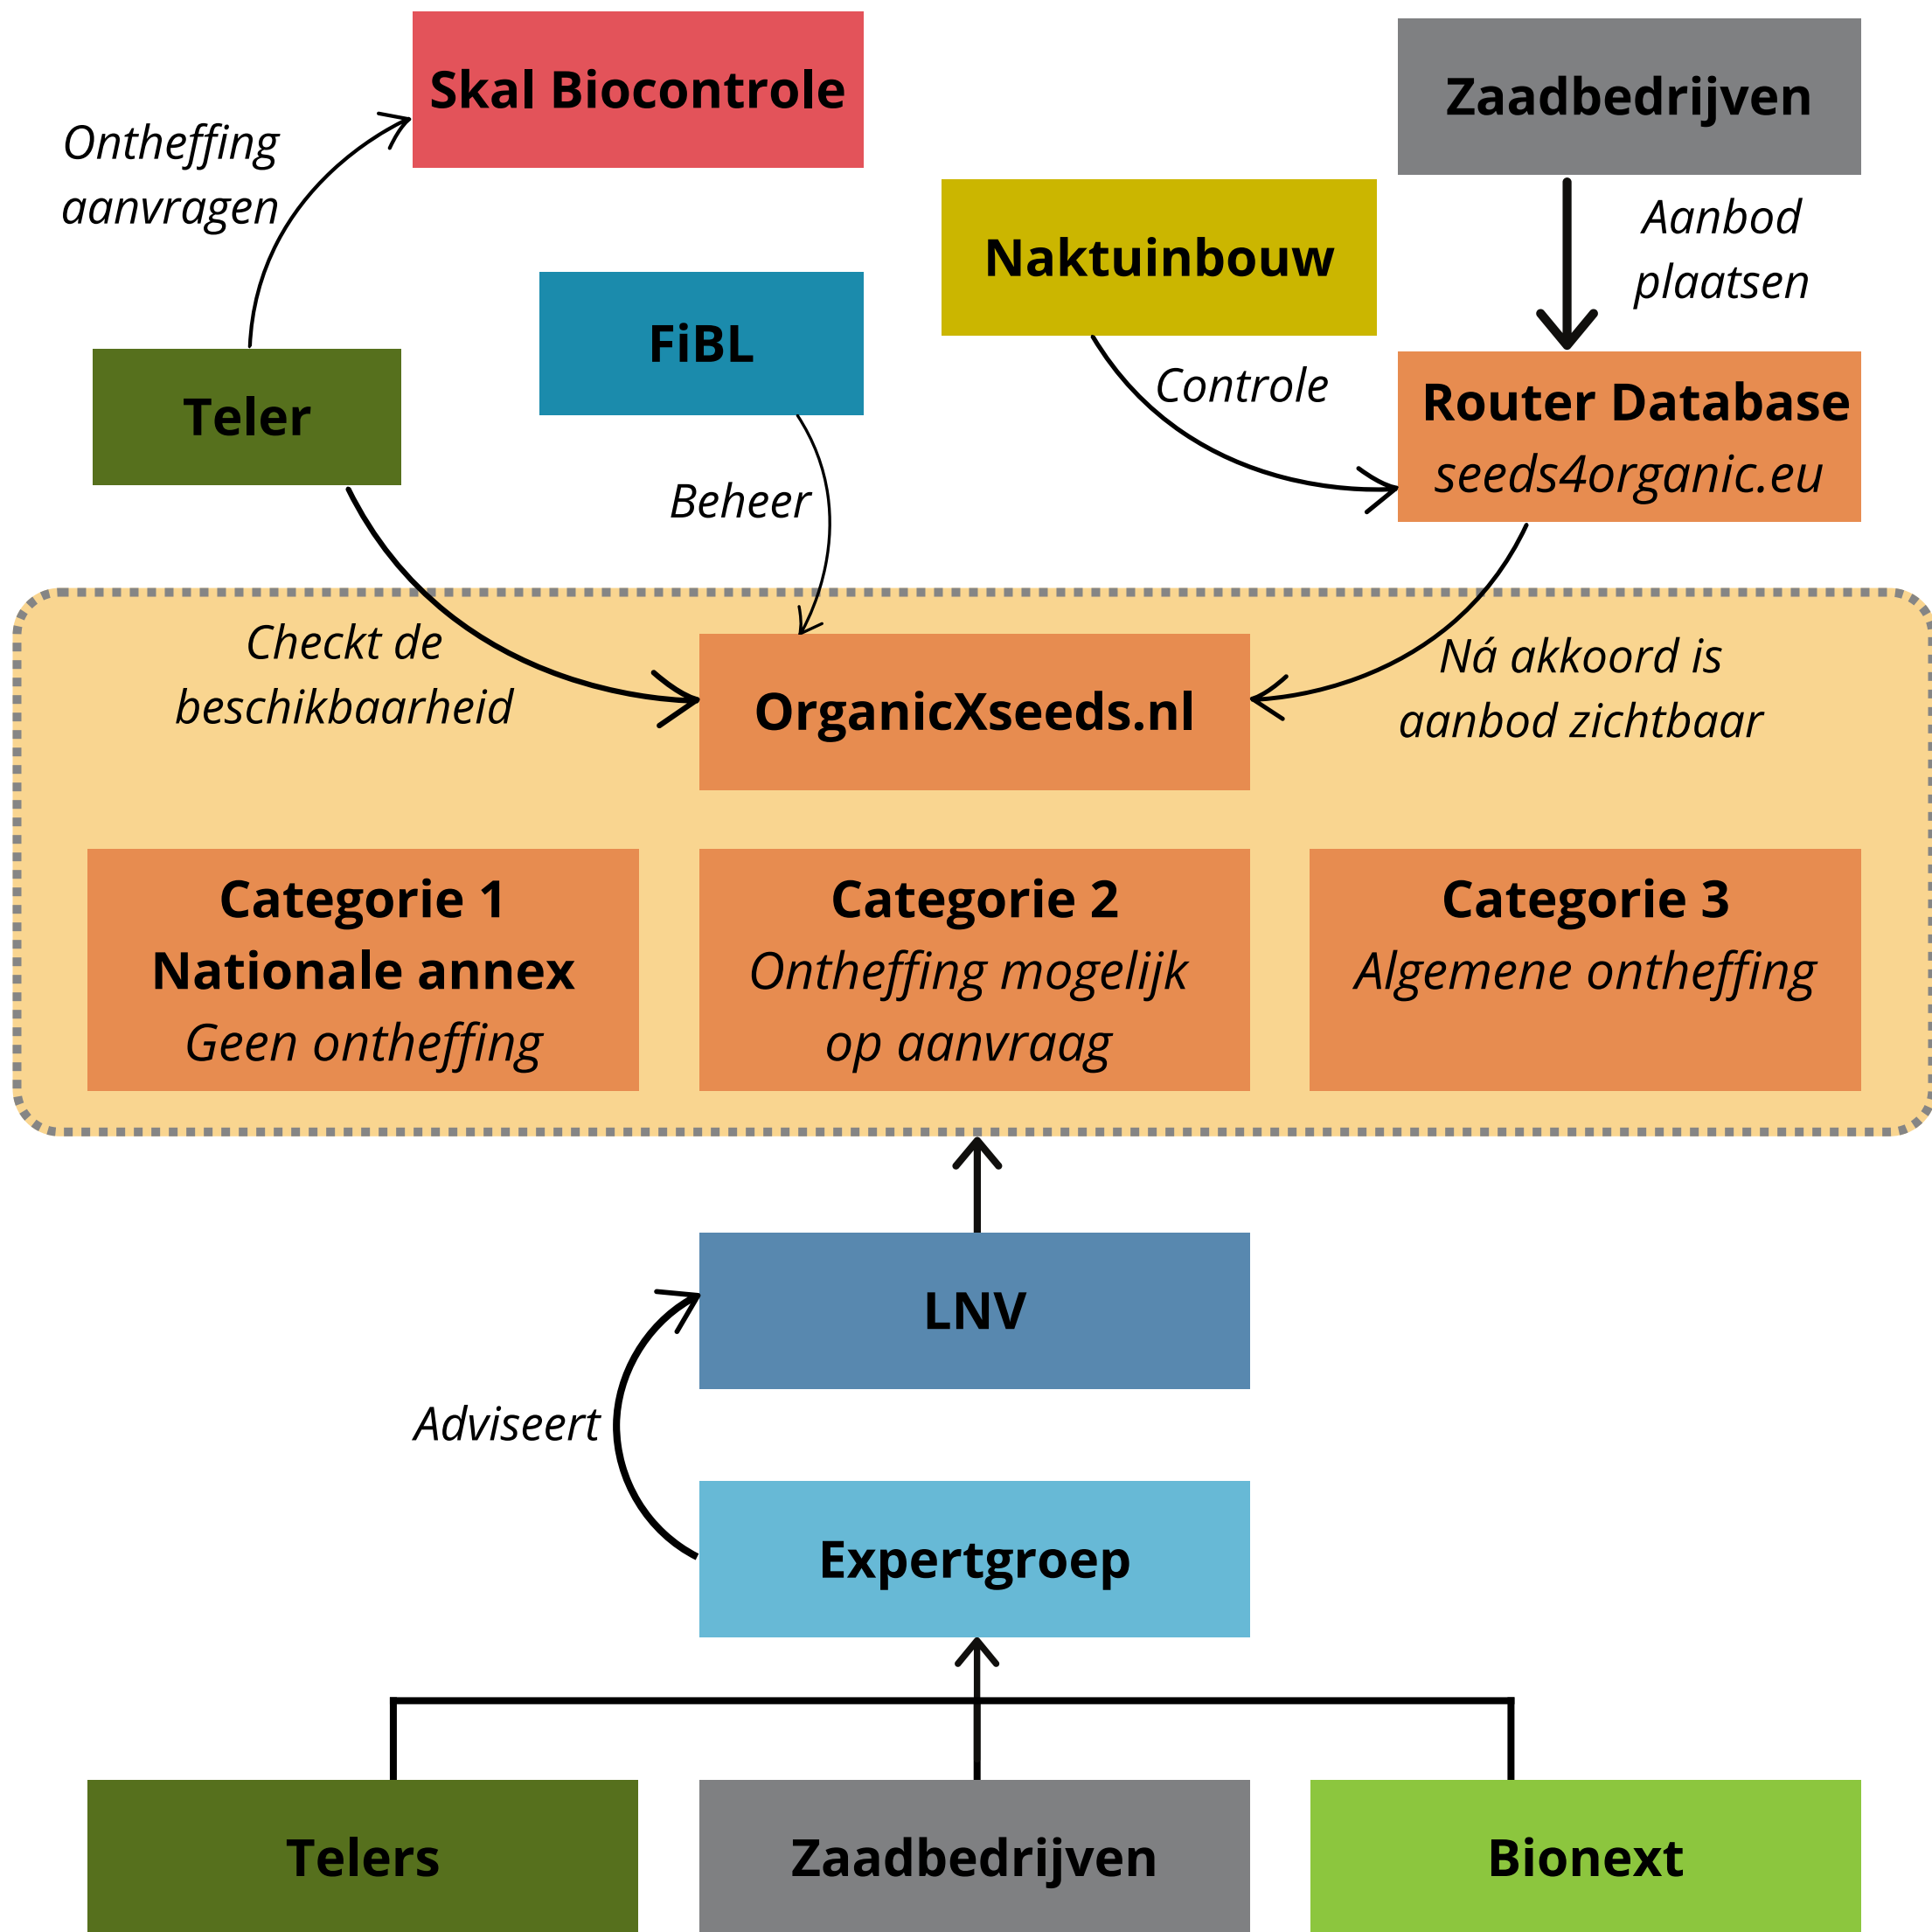 Skal Biocontrole
Zaadbedrijven
Ontheffing
aanvragen
Aanbod
plaatsen
Naktuinbouw
FiBL
Teler
Controle
Router Database
seeds4organic.eu
Beheer
Checkt de
beschikbaarheid
OrganicXseeds.nl
Ná akkoord is
aanbod zichtbaar
Categorie 1
Nationale annex
Geen ontheffing
Categorie 2
Ontheffing mogelijk
op aanvraag
Categorie 3
Algemene ontheffing
LNV
Adviseert
Expertgroep
Telers
Zaadbedrijven
Bionext